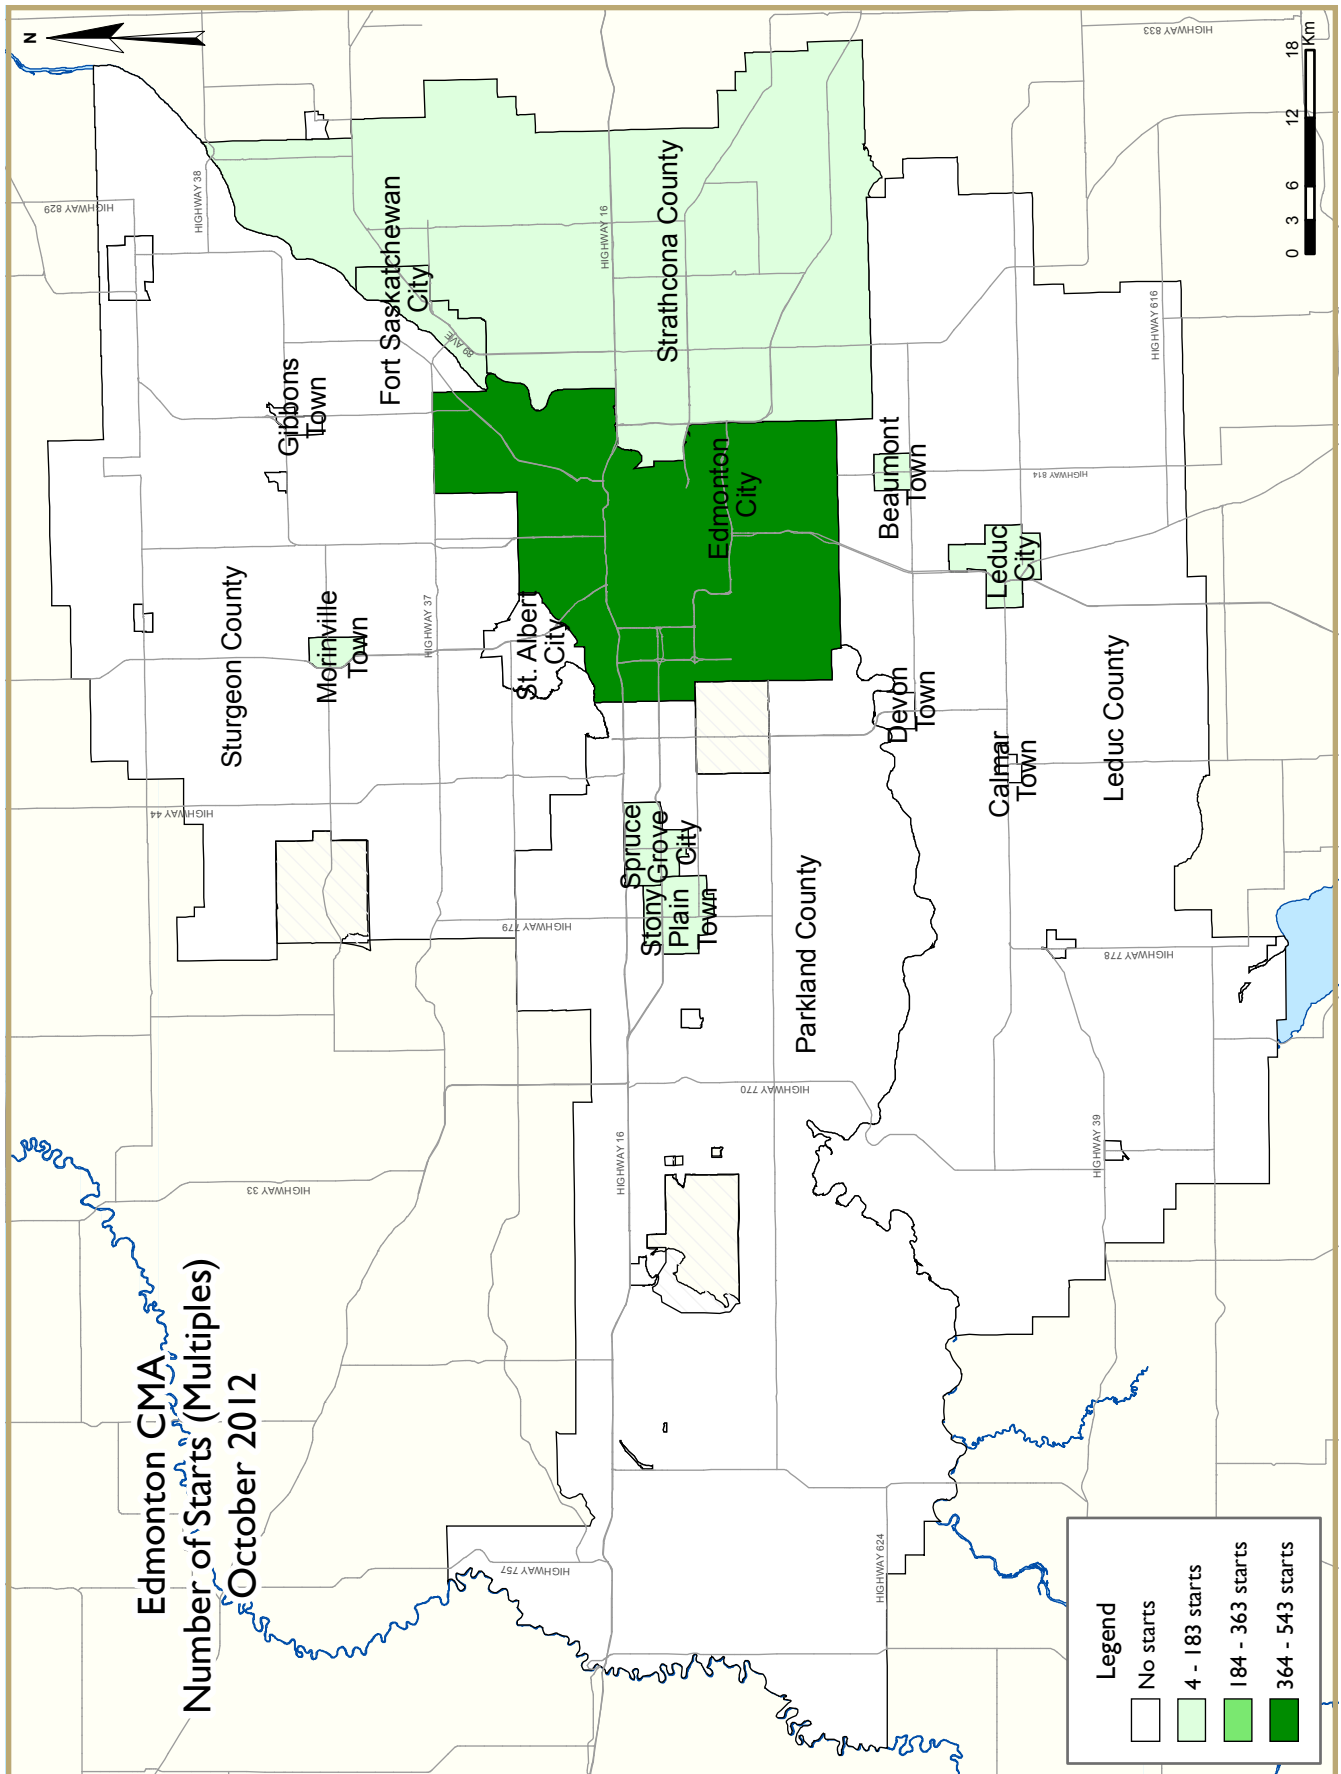 Edmonton CMA
Number of Starts (Multiples)
October 2012
N
HIGHWAY 829
HIGHWAY 38
HIGHWAY 833
HIGHWAY 44
HIGHWAY 33
Gibbons
Town
Fort Saskatchewan
City
Sturgeon County
Morinville
Town
HIGHWAY 37
89 AVE
St. Albert
City
HIGHWAY 779
HIGHWAY 757
HIGHWAY 16
HIGHWAY 16
Strathcona County
Edmonton
City
Spruce
Grove
City
Stony
Plain
Town
HIGHWAY 770
Parkland County
HIGHWAY 624
Beaumont
Town
Devon
Town
Leduc
City
Calmar
Town
HIGHWAY 814
Leduc County
HIGHWAY 616
HIGHWAY 778
HIGHWAY 39
Legend
No starts
4 - 183 starts
184 - 363 starts
364 - 543 starts
0 3 6 12 18
Km